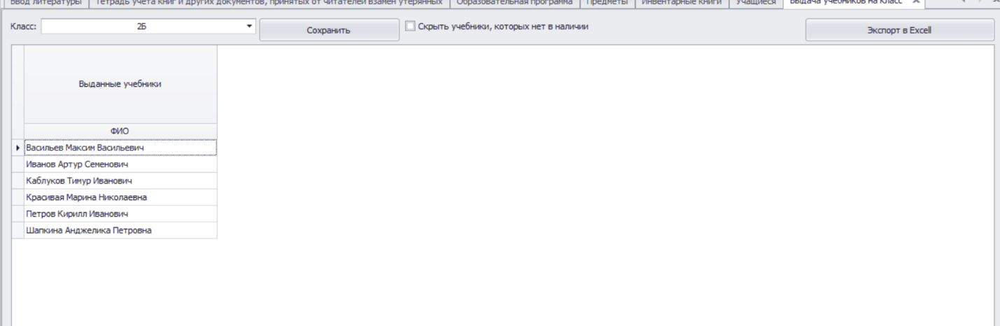 Ввод литературы Тетрадь учета книг и других документов, принятых от читателей взамен утерянных Образовательная программа Предметы Инвентарные книги Учащиеся Выдача учебников на класс
Класс: 2Б Сохранить Скрыть учебники, которых нет в наличии Экспорт в Excell
Выданные учебники
ФИО
Васильев Максим Васильевич
Иванов Артур Семенович
Каблуков Тимур Иванович
Красивая Марина Николаевна
Петров Кирилл Иванович
Шапкина Анджелика Петровна